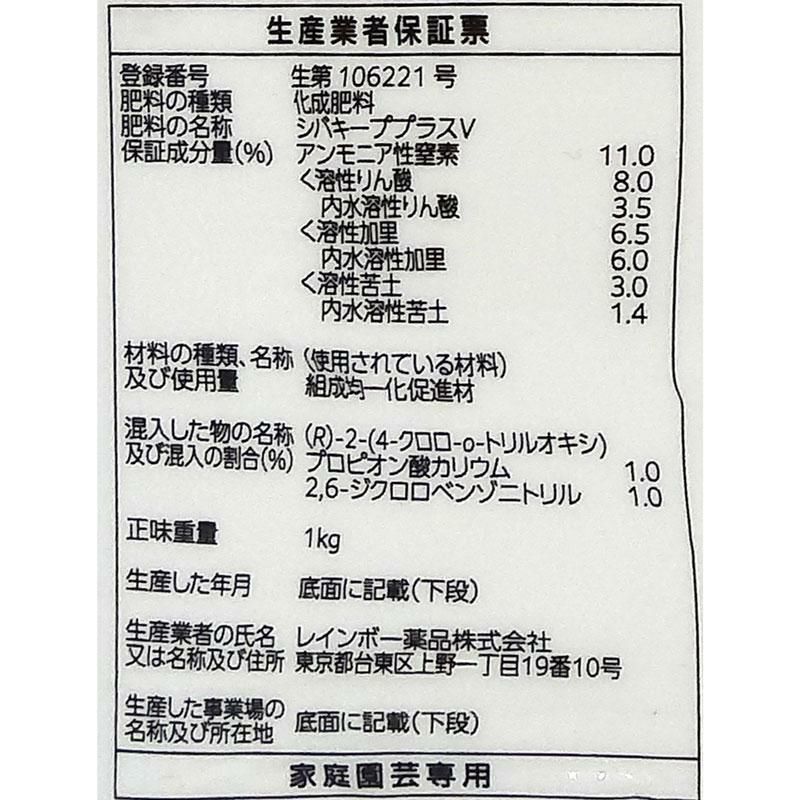 生産業者保証票
登録番号 生第 106221 号
肥料の種類 化成肥料
肥料の名称 シバキーププラスV
保証成分量(%) アンモニア性窒素 11.0
く溶性りん酸 8.0
内水溶性りん酸 3.5
く溶性加里 6.5
内水溶性加里 6.0
く溶性苦土 3.0
内水溶性苦土 1.4
材料の種類、名称 (使用されている材料)
及び使用量 組成均一化促進材
混入した物の名称 (R)-2-(4-クロロ-o-トリルオキシ)
及び混入の割合(%) プロピオン酸カリウム 1.0
2,6-ジクロロベンゾニトリル 1.0
正味重量 1kg
生産した年月 底面に記載(下段)
生産業者の氏名 レインボー薬品株式会社
又は名称及び住所 東京都台東区上野一丁目19番10号
生産した事業場の
名称及び所在地 底面に記載(下段)
家庭園芸専用